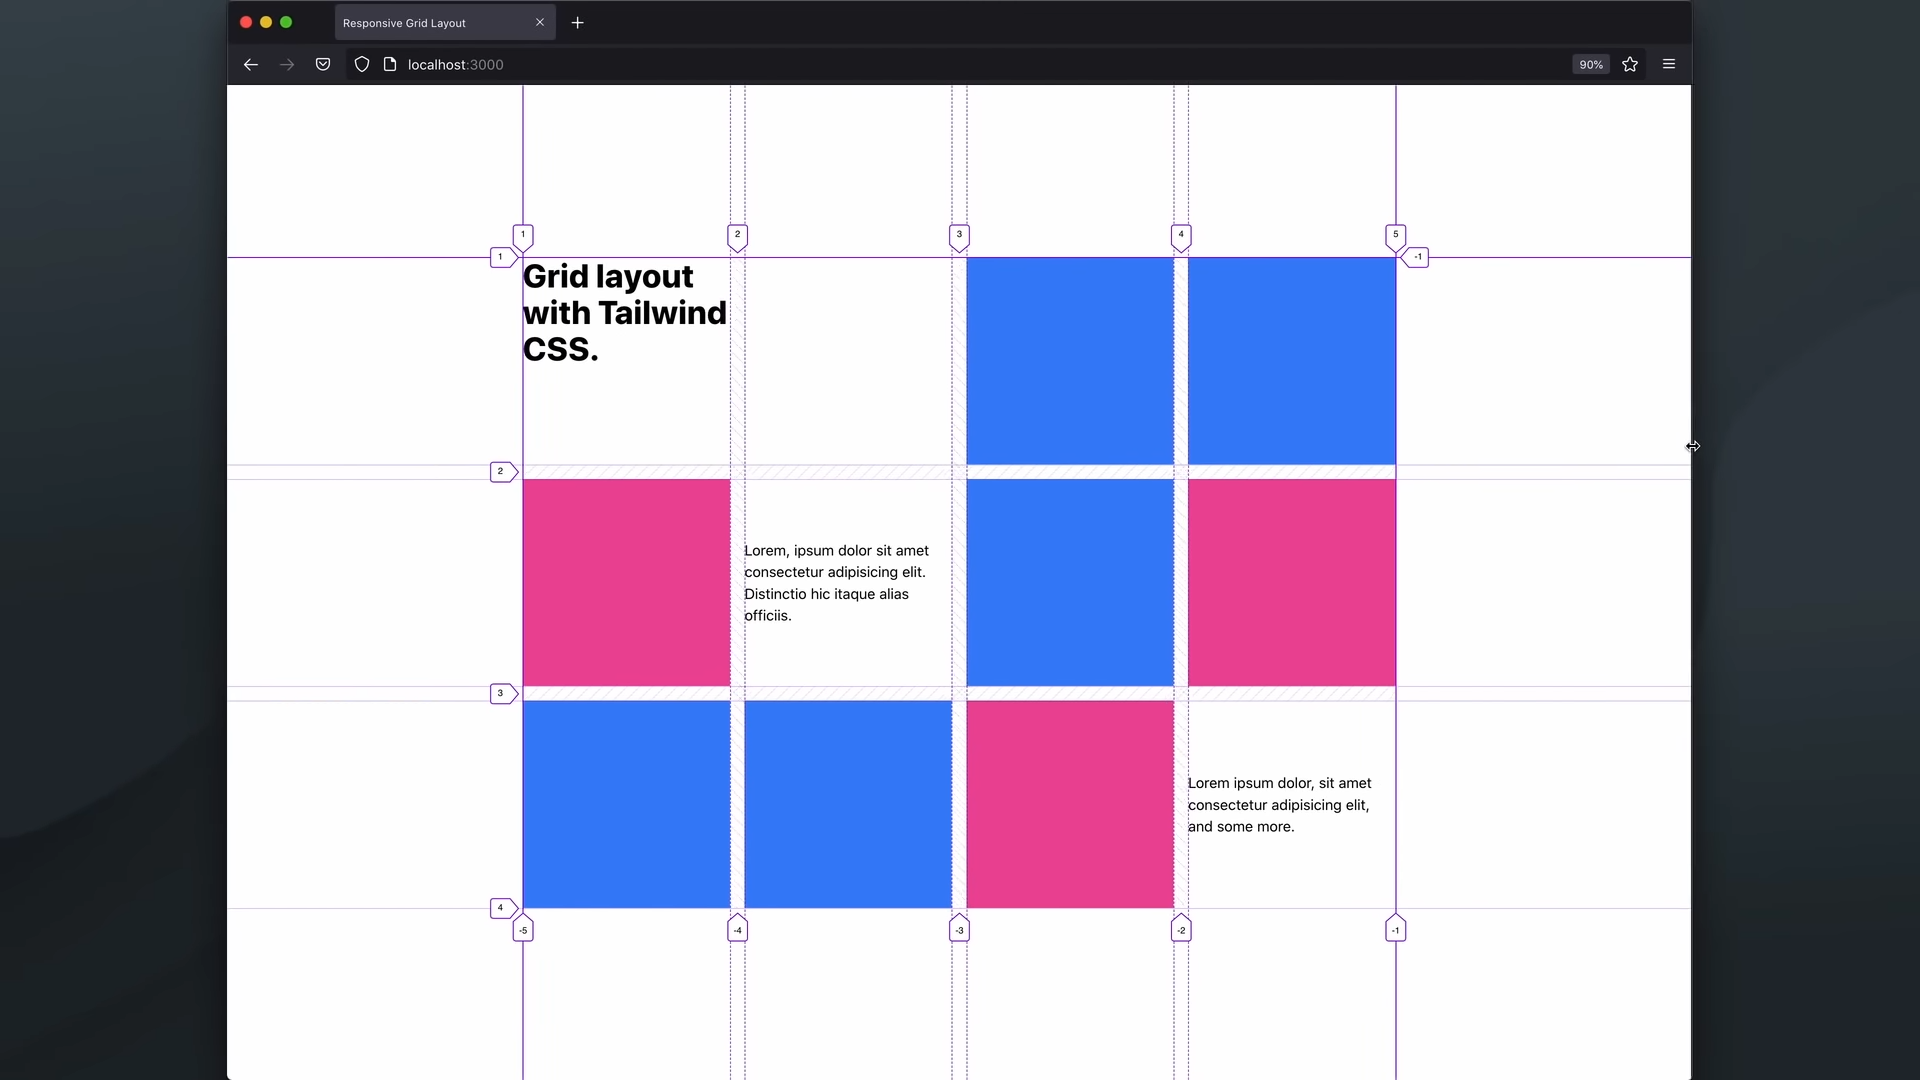 Responsive Grid Layout
localhost:3000
90%
1
2
3
4
5
1
-1
Grid layout
with Tailwind
CSS.
2
Lorem, ipsum dolor sit amet
consectetur adipisicing elit.
Distinctio hic itaque alias
officiis.
3
Lorem ipsum dolor, sit amet
consectetur adipisicing elit,
and some more.
4
-5
-4
-3
-2
-1